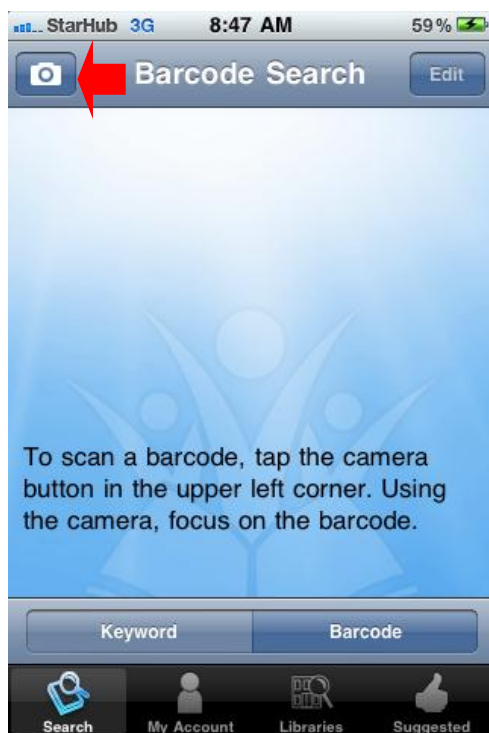 StarHub 3G 8:47 AM 59%
Barcode Search Edit
To scan a barcode, tap the camera
button in the upper left corner. Using
the camera, focus on the barcode.
Keyword Barcode
Search My Account Libraries Suggested